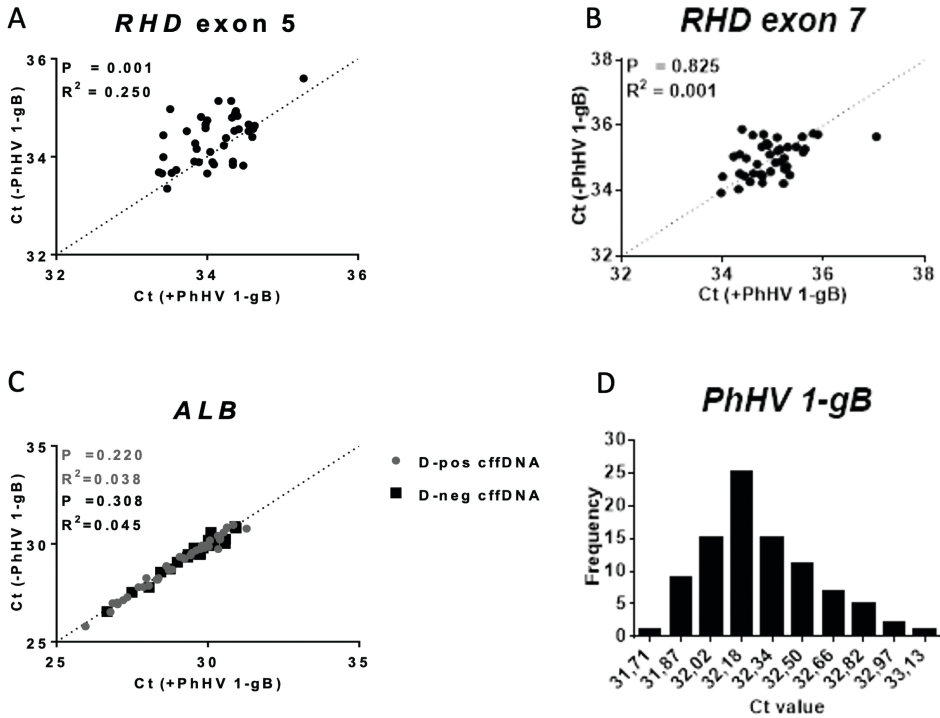 A
RHD exon 5
P = 0.001
R² = 0.250
36
34
32
Ct (-PhHV 1-gB)
32
34
36
Ct (+PhHV 1-gB)
B
RHD exon 7
P = 0.825
R² = 0.001
38
36
34
32
Ct (-PhHV 1-gB)
32
34
36
38
Ct (+PhHV 1-gB)
C
ALB
P =0.220
R²=0.038
P =0.308
R²=0.045
35
30
25
Ct (-PhHV 1-gB)
25
30
35
Ct (+PhHV 1-gB)
D-pos cffDNA
D-neg cffDNA
D
PhHV 1-gB
30
25
20
15
10
5
0
Frequency
31,71
31,87
32,02
32,18
32,34
32,50
32,66
32,82
32,97
33,13
Ct value